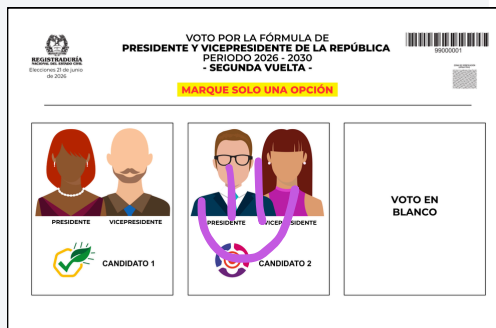 VOTO POR LA FÓRMULA DE
PRESIDENTE Y VICEPRESIDENTE DE LA REPÚBLICA
PERIODO 2026 - 2030
- SEGUNDA VUELTA -
REGISTRADURÍA
NACIONAL DEL ESTADO CIVIL
Elecciones 21 de junio
de 2026
99000001
MARQUE SOLO UNA OPCIÓN
PRESIDENTE VICEPRESIDENTE
CANDIDATO 1
PRESIDENTE VICEPRESIDENTE
CANDIDATO 2
VOTO EN
BLANCO